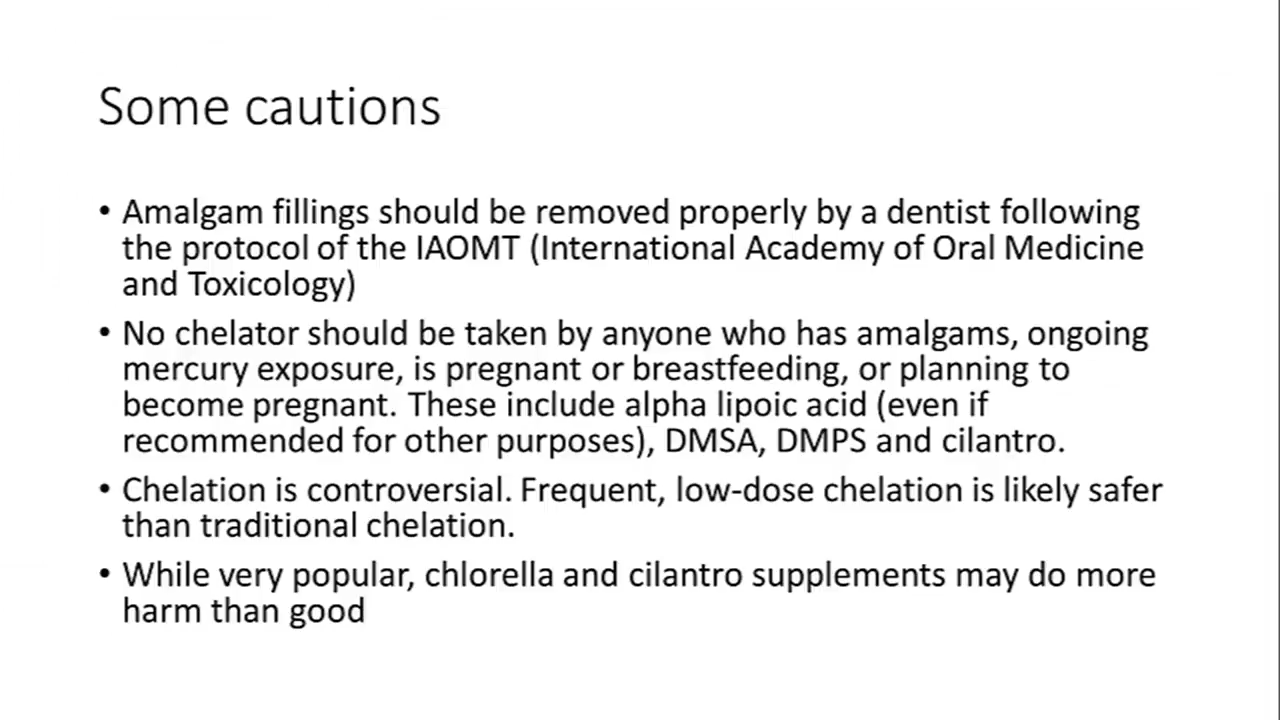 Some cautions
• Amalgam fillings should be removed properly by a dentist following
the protocol of the IAOMT (International Academy of Oral Medicine
and Toxicology)
• No chelator should be taken by anyone who has amalgams, ongoing
mercury exposure, is pregnant or breastfeeding, or planning to
become pregnant. These include alpha lipoic acid (even if
recommended for other purposes), DMSA, DMPS and cilantro.
• Chelation is controversial. Frequent, low-dose chelation is likely safer
than traditional chelation.
• While very popular, chlorella and cilantro supplements may do more
harm than good